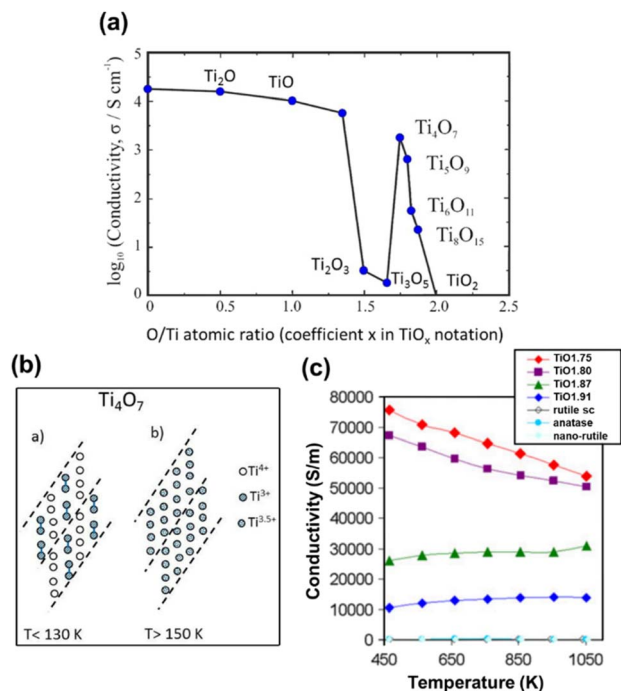 (a)
log₁₀ (Conductivity, σ / S cm⁻¹)
5
4
3
2
1
0
Ti₂O
TiO
Ti₄O₇
Ti₅O₉
Ti₆O₁₁
Ti₈O₁₅
Ti₂O₃
Ti₃O₅
TiO₂
0
0.5
1.0
1.5
2.0
2.5
O/Ti atomic ratio (coefficient x in TiOₓ notation)
(b)
Ti₄O₇
a)
b)
Ti⁴⁺
Ti³⁺
Ti³·⁵⁺
T< 130 K
T> 150 K
(c)
TiO1.75
TiO1.80
TiO1.87
TiO1.91
rutile sc
anatase
nano-rutile
Conductivity (S/m)
80000
70000
60000
50000
40000
30000
20000
10000
0
450
650
850
1050
Temperature (K)